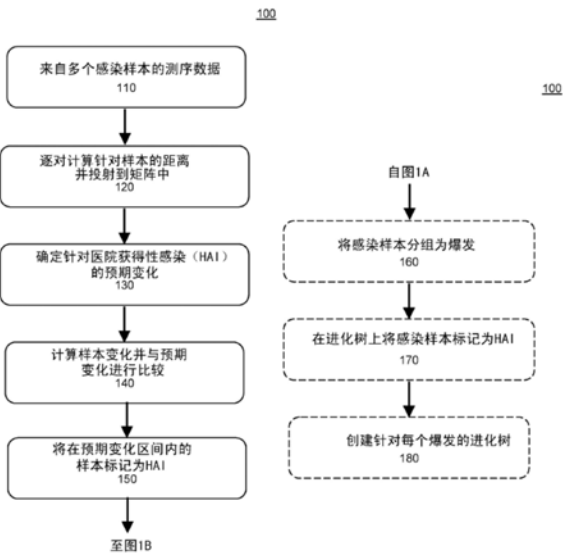 100
来自多个感染样本的测序数据
110
逐对计算针对样本的距离
并投射到矩阵中
120
确定针对医院获得性感染（HAI）
的预期变化
130
计算样本变化并与预期
变化进行比较
140
将在预期变化区间内的
样本标记为HAI
150
至图1B
100
自图1A
将感染样本分组为爆发
160
在进化树上将感染样本标记为HAI
170
创建针对每个爆发的进化树
180